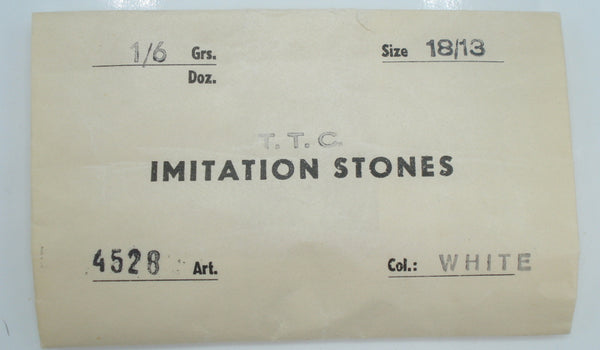 1/6 Grs. Size 18/13
Doz.
T. T. C.
IMITATION STONES
4528 Art. Col.: WHITE